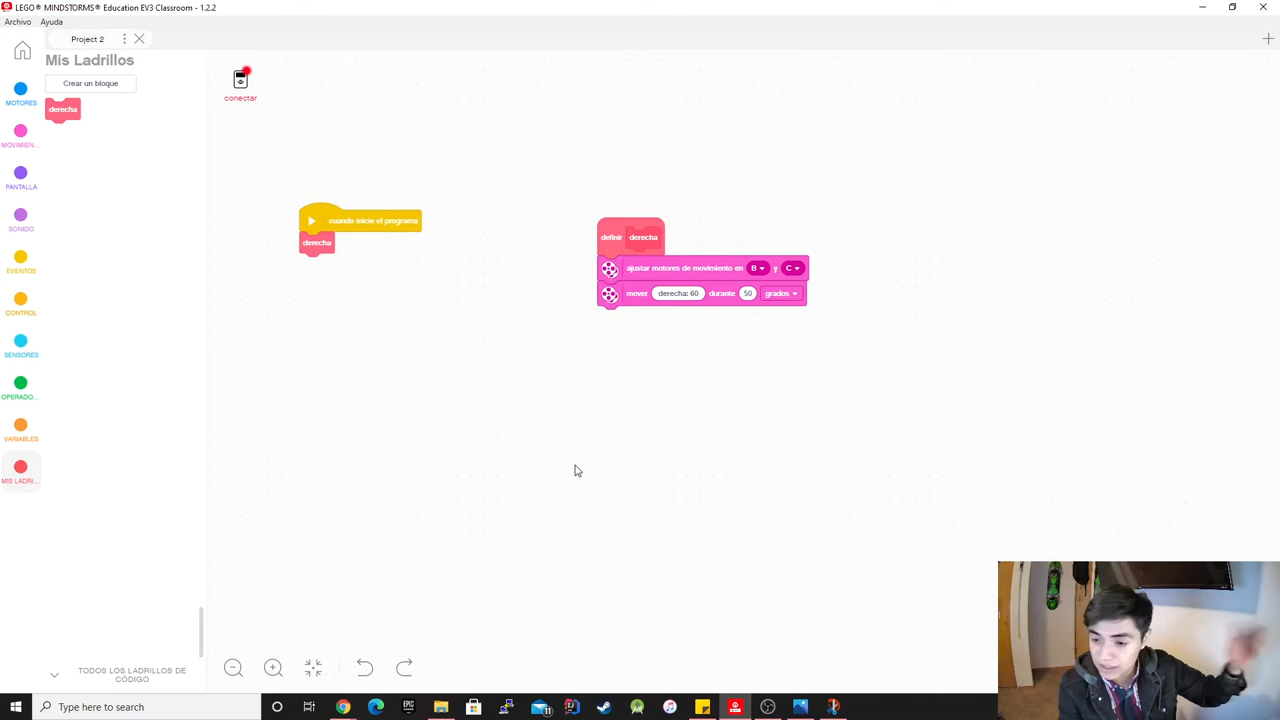 LEGO® MINDSTORMS® Education EV3 Classroom - 1.2.2
Archivo Ayuda
Project 2
Mis Ladrillos
Crear un bloque
derecha
MOTORES
MOVIMIEN...
PANTALLA
SONIDO
EVENTOS
CONTROL
SENSORES
OPERADO...
VARIABLES
MIS LADRI...
conectar
cuando inicie el programa
derecha
definir derecha
ajustar motores de movimiento en B y C
mover derecha: 60 durante 50 grados
TODOS LOS LADRILLOS DE
CÓDIGO
Type here to search